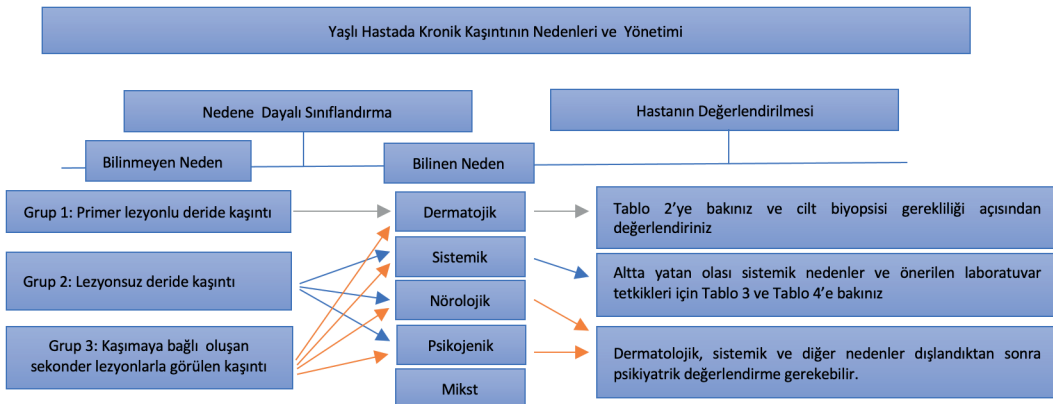 Yaşlı Hastada Kronik Kaşıntının Nedenleri ve Yönetimi
Nedene Dayalı Sınıflandırma
Hastanın Değerlendirilmesi
Bilinmeyen Neden
Bilinen Neden
Grup 1: Primer lezyonlu deride kaşıntı
Dermatojik
Tablo 2'ye bakınız ve cilt biyopsisi gerekliliği açısından
değerlendiriniz
Grup 2: Lezyonsuz deride kaşıntı
Sistemik
Nörolojik
Altta yatan olası sistemik nedenler ve önerilen laboratuvar
tetkikleri için Tablo 3 ve Tablo 4'e bakınız
Grup 3: Kaşımaya bağlı oluşan
sekonder lezyonlarla görülen kaşıntı
Psikojenik
Mikst
Dermatolojik, sistemik ve diğer nedenler dışlandıktan sonra
psikiyatrik değerlendirme gerekebilir.